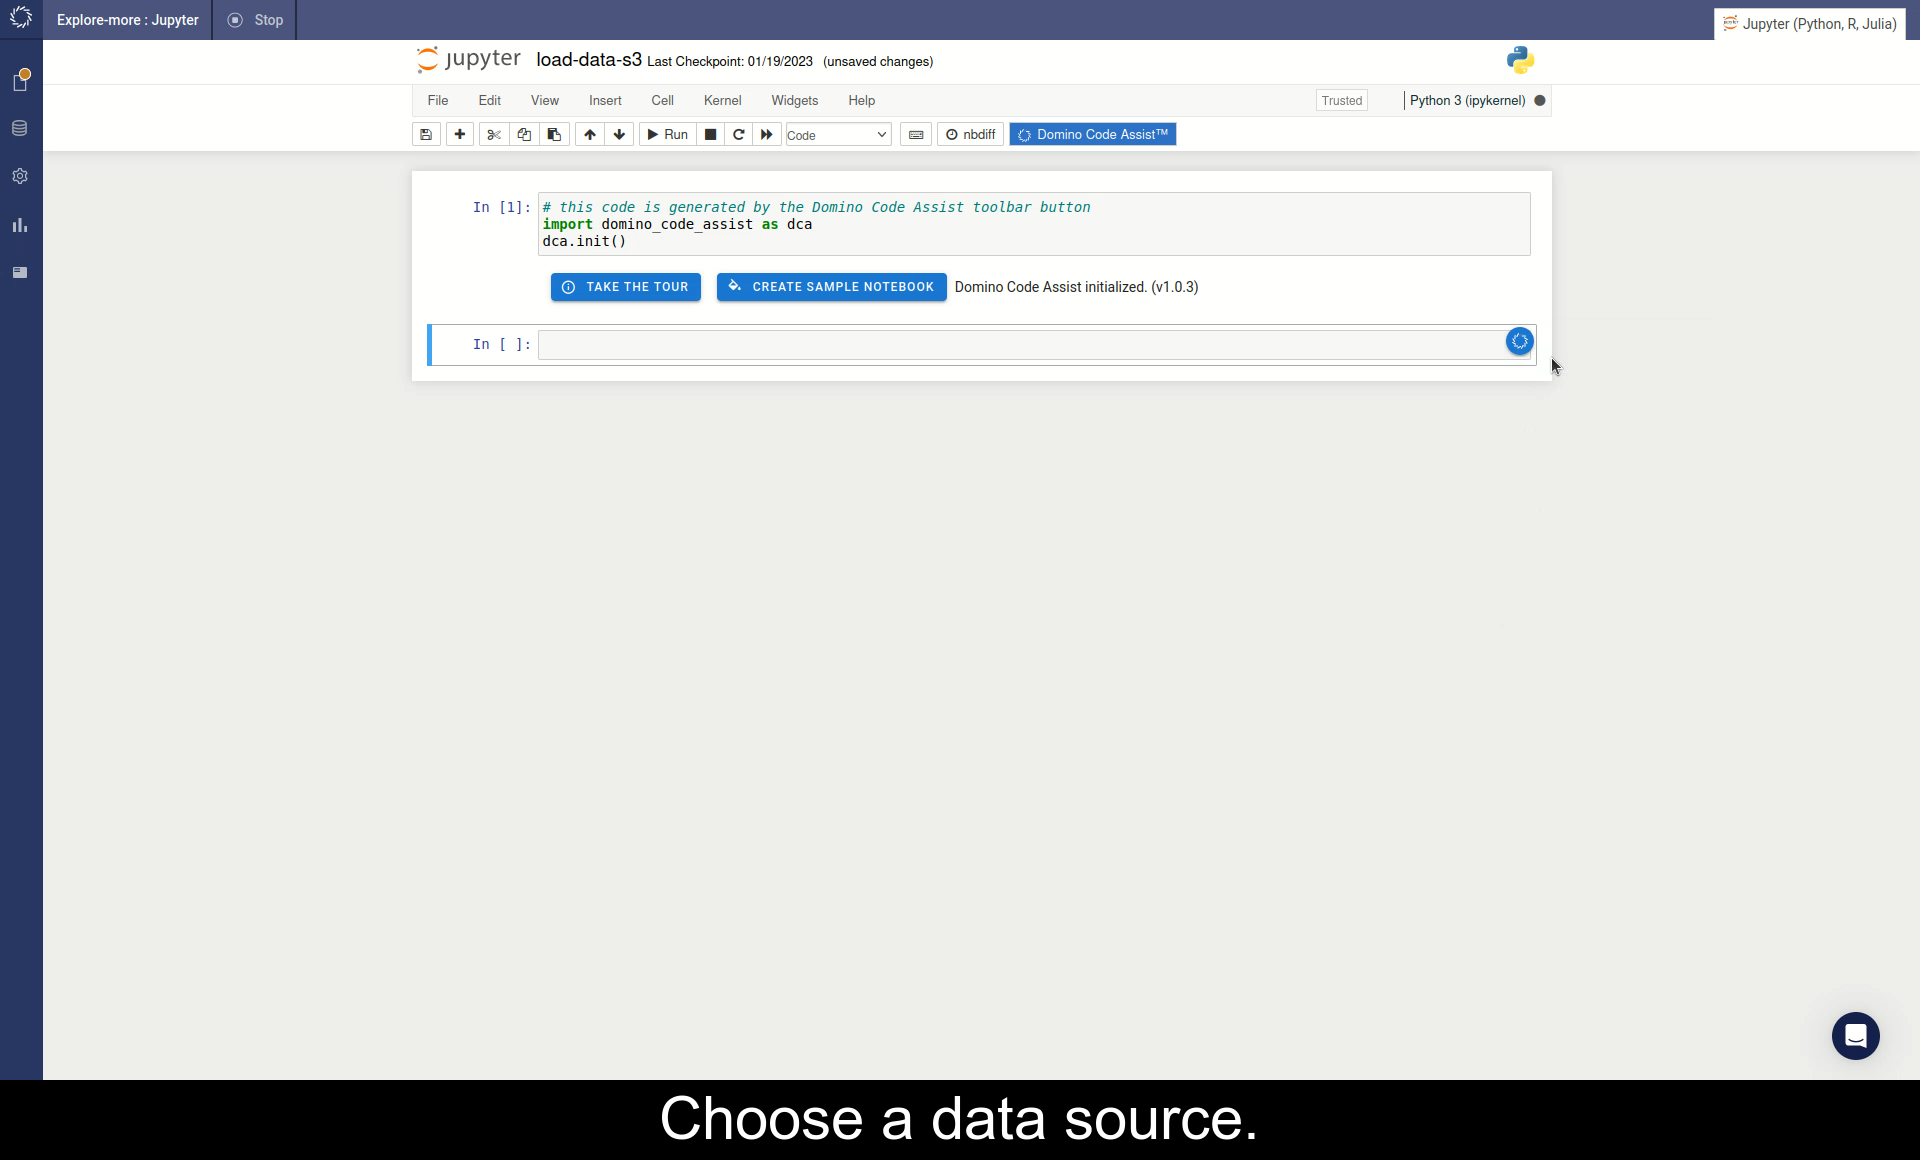 Explore-more : Jupyter
Stop
Jupyter (Python, R, Julia)
jupyter load-data-s3 Last Checkpoint: 01/19/2023 (unsaved changes)
File Edit View Insert Cell Kernel Widgets Help
Trusted
Python 3 (ipykernel)
Run
Code
nbdiff
Domino Code Assist™
In [1]:
# this code is generated by the Domino Code Assist toolbar button
import domino_code_assist as dca
dca.init()
TAKE THE TOUR
CREATE SAMPLE NOTEBOOK
Domino Code Assist initialized. (v1.0.3)
In [ ]:
Choose a data source.